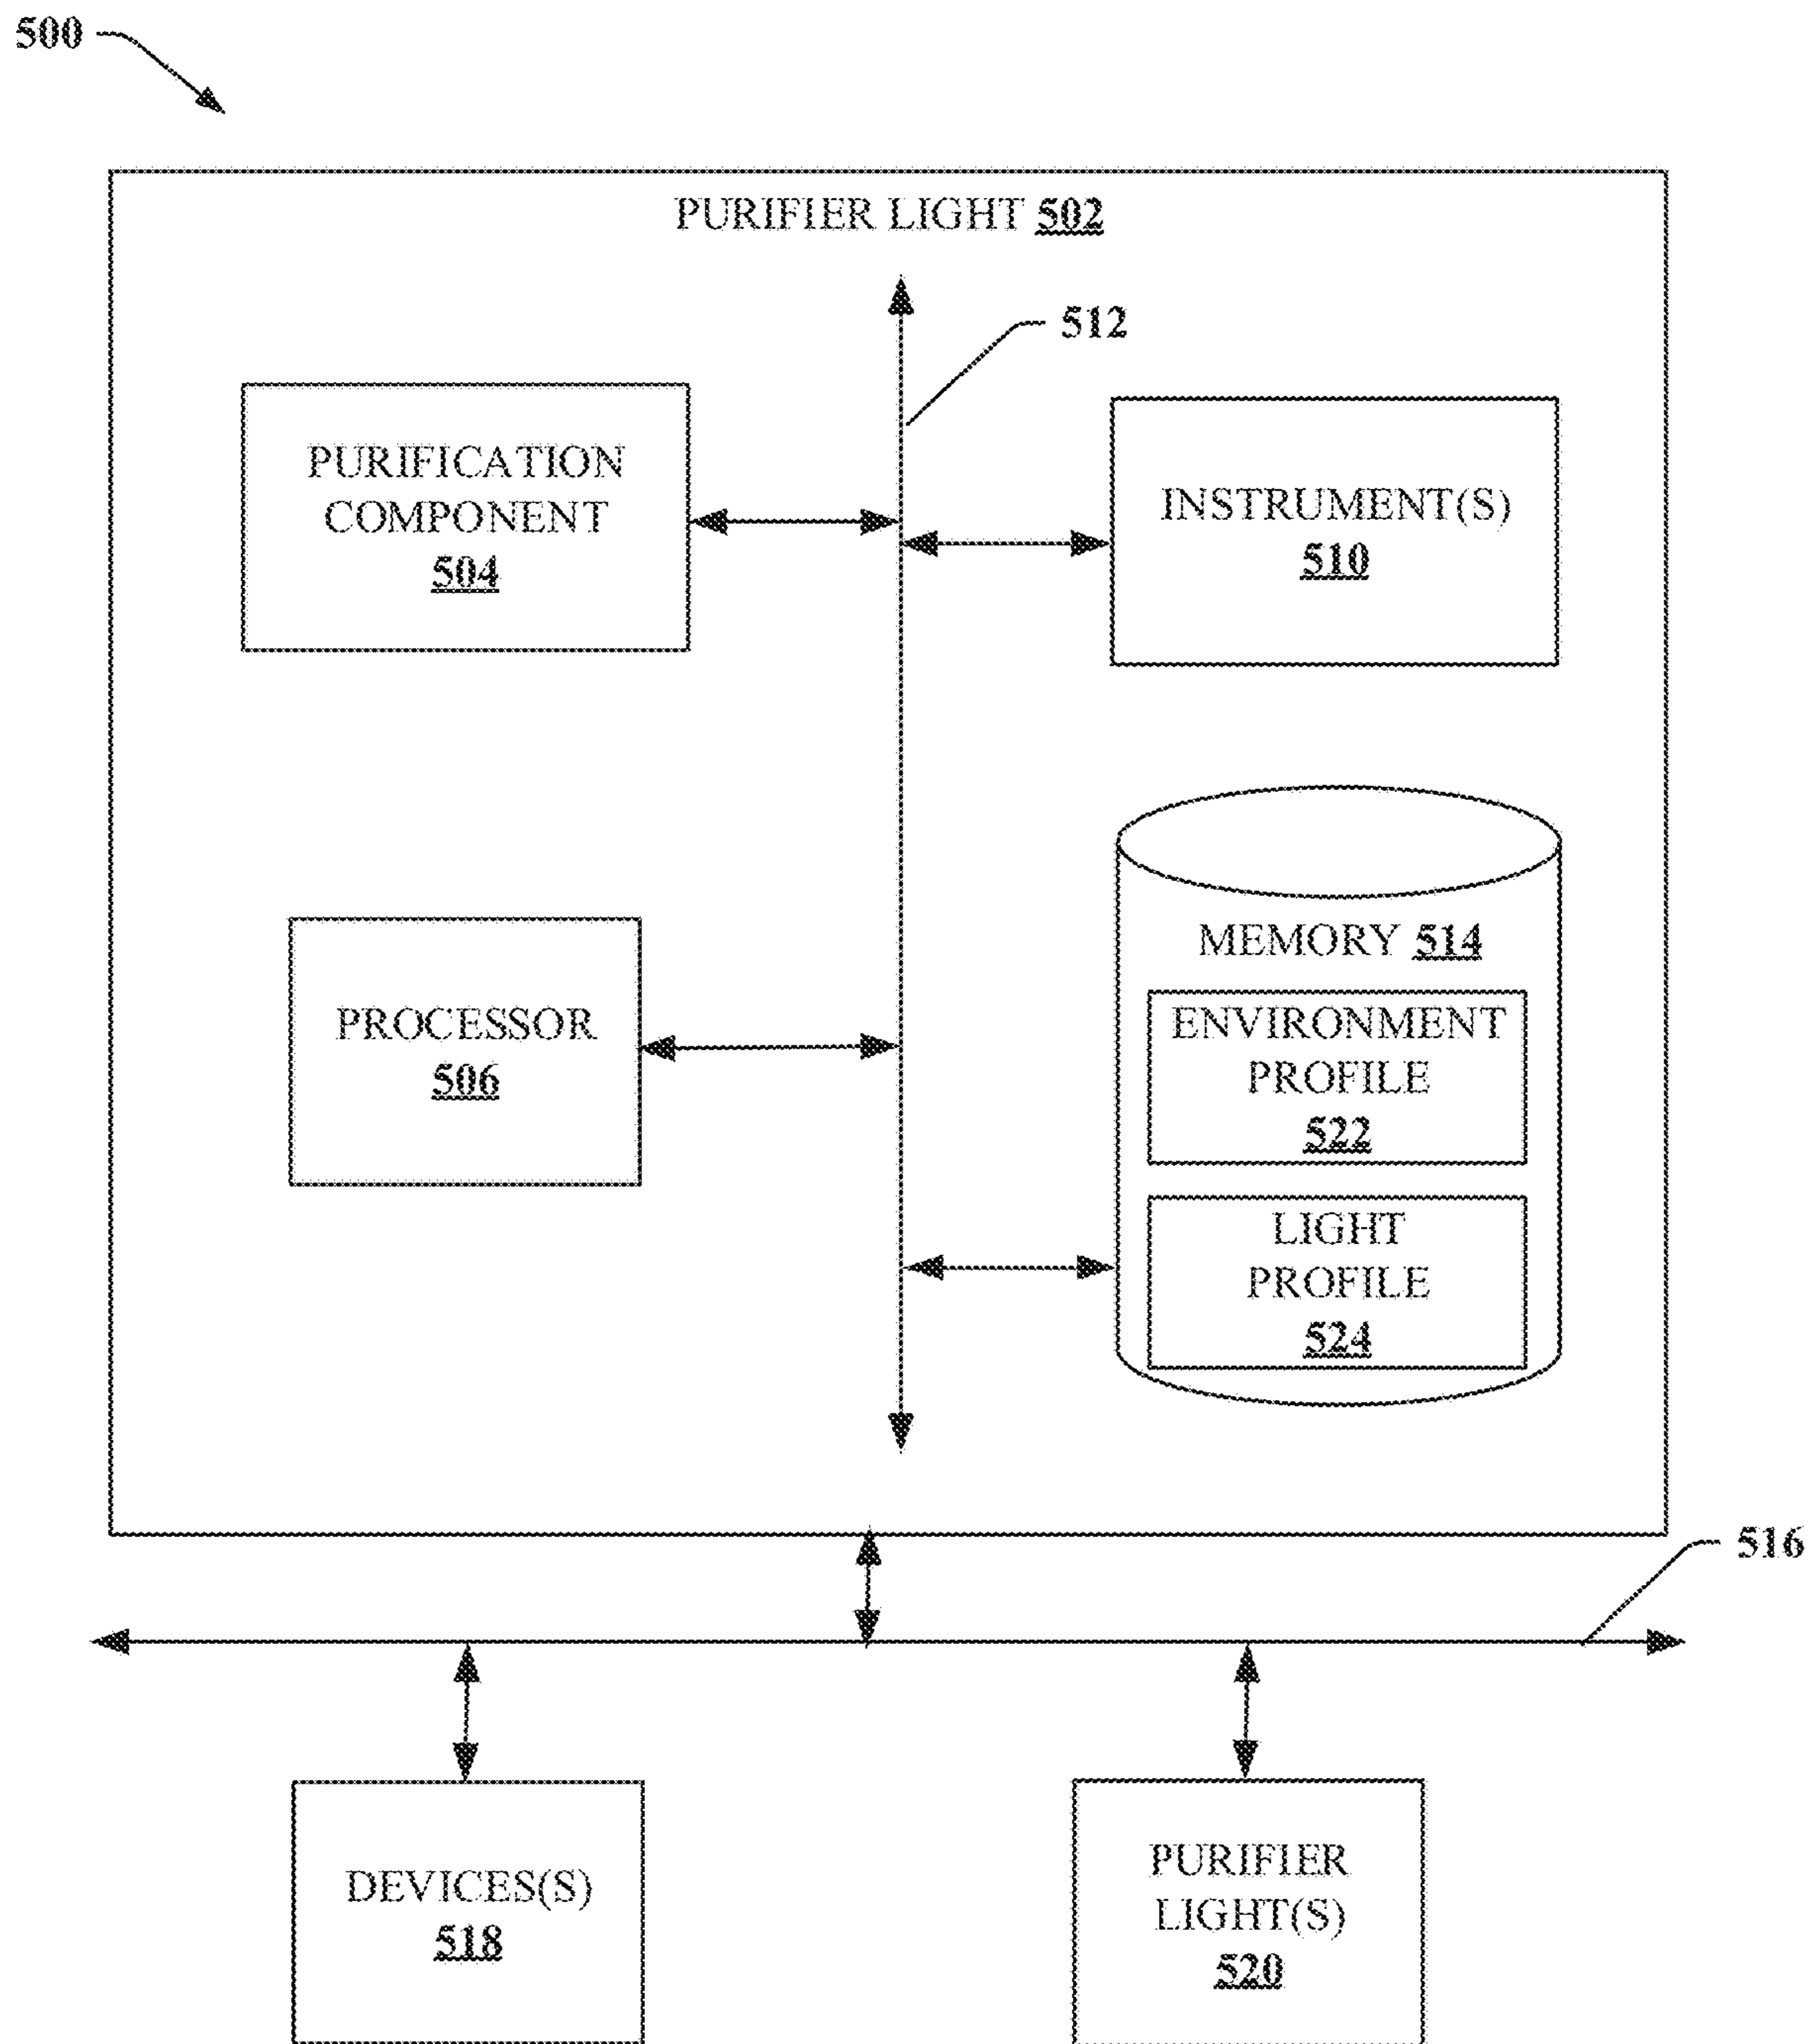 500
PURIFIER LIGHT 502
512
PURIFICATION
COMPONENT
504
INSTRUMENT(S)
510
PROCESSOR
506
MEMORY 514
ENVIRONMENT
PROFILE
522
LIGHT
PROFILE
524
516
DEVICES(S)
518
PURIFIER
LIGHT(S)
520